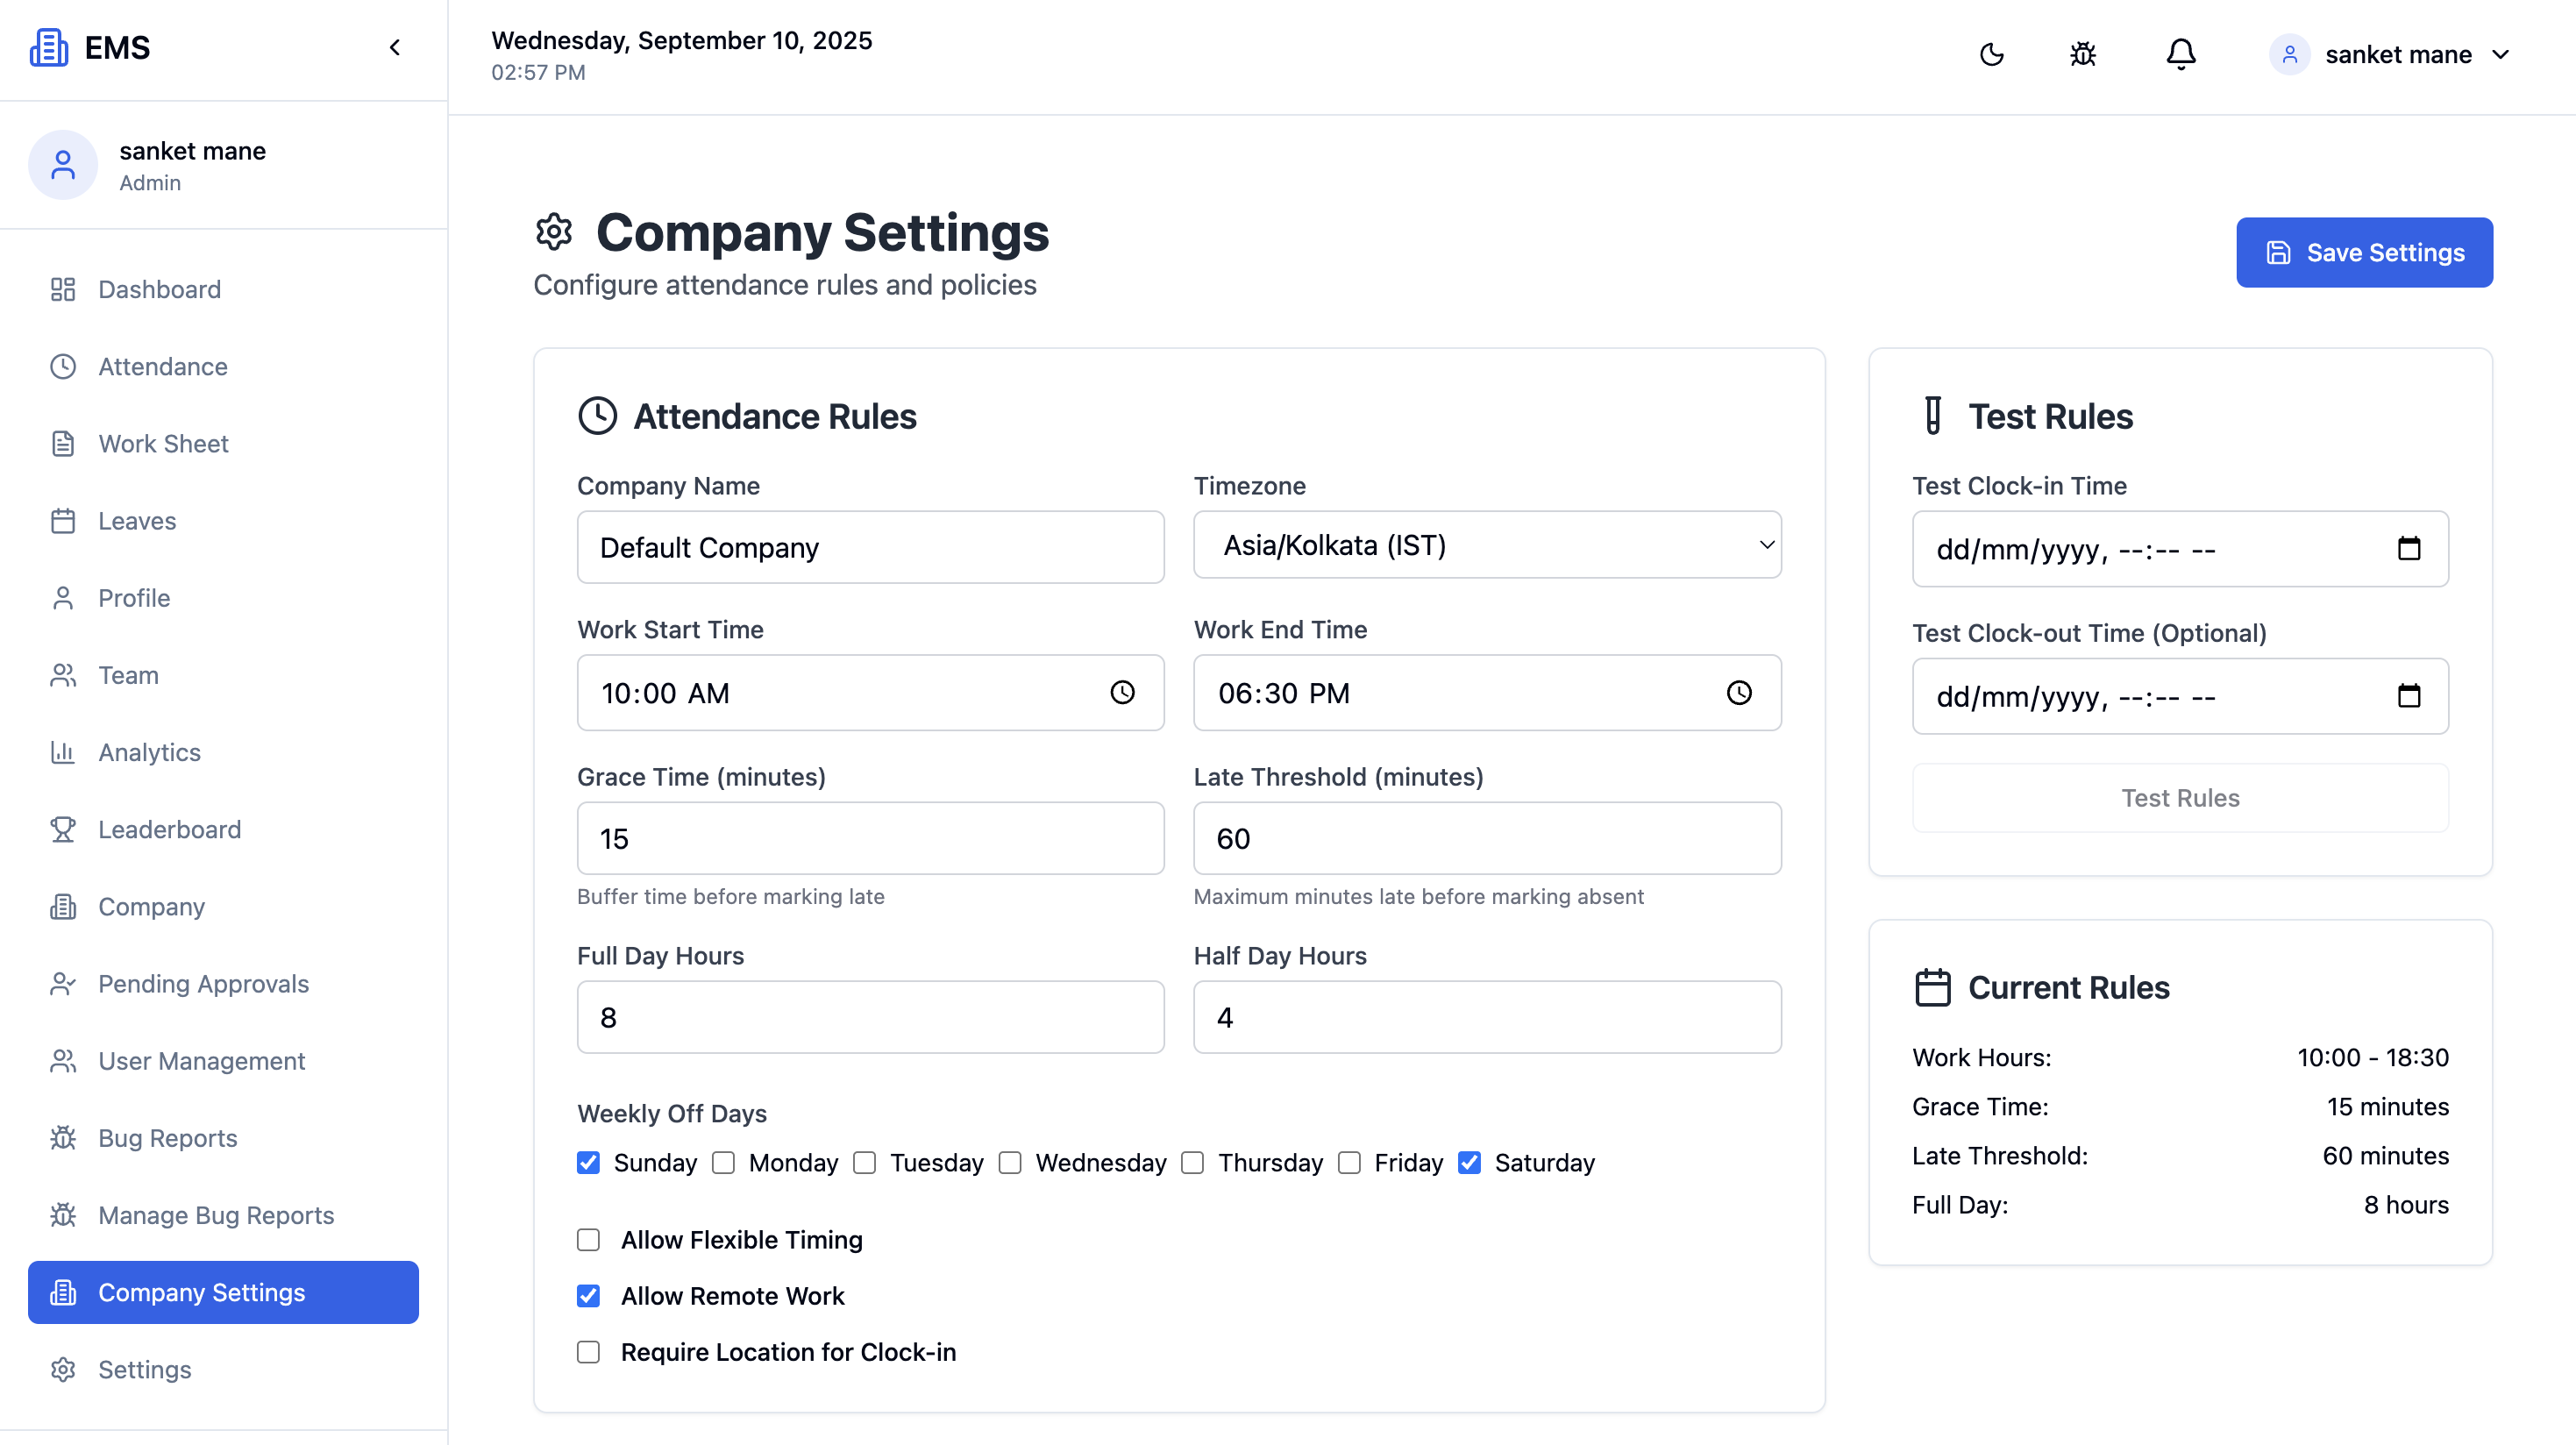 EMS
sanket mane
Admin
Dashboard
Attendance
Work Sheet
Leaves
Profile
Team
Analytics
Leaderboard
Company
Pending Approvals
User Management
Bug Reports
Manage Bug Reports
Company Settings
Settings
Wednesday, September 10, 2025
02:57 PM
sanket mane
Company Settings
Configure attendance rules and policies
Save Settings
Attendance Rules
Company Name
Default Company
Timezone
Asia/Kolkata (IST)
Work Start Time
10:00 AM
Work End Time
06:30 PM
Grace Time (minutes)
15
Buffer time before marking late
Late Threshold (minutes)
60
Maximum minutes late before marking absent
Full Day Hours
8
Half Day Hours
4
Weekly Off Days
Sunday Monday Tuesday Wednesday Thursday Friday Saturday
Allow Flexible Timing
Allow Remote Work
Require Location for Clock-in
Test Rules
Test Clock-in Time
dd/mm/yyyy, --:-- --
Test Clock-out Time (Optional)
dd/mm/yyyy, --:-- --
Test Rules
Current Rules
Work Hours: 10:00 - 18:30
Grace Time: 15 minutes
Late Threshold: 60 minutes
Full Day: 8 hours